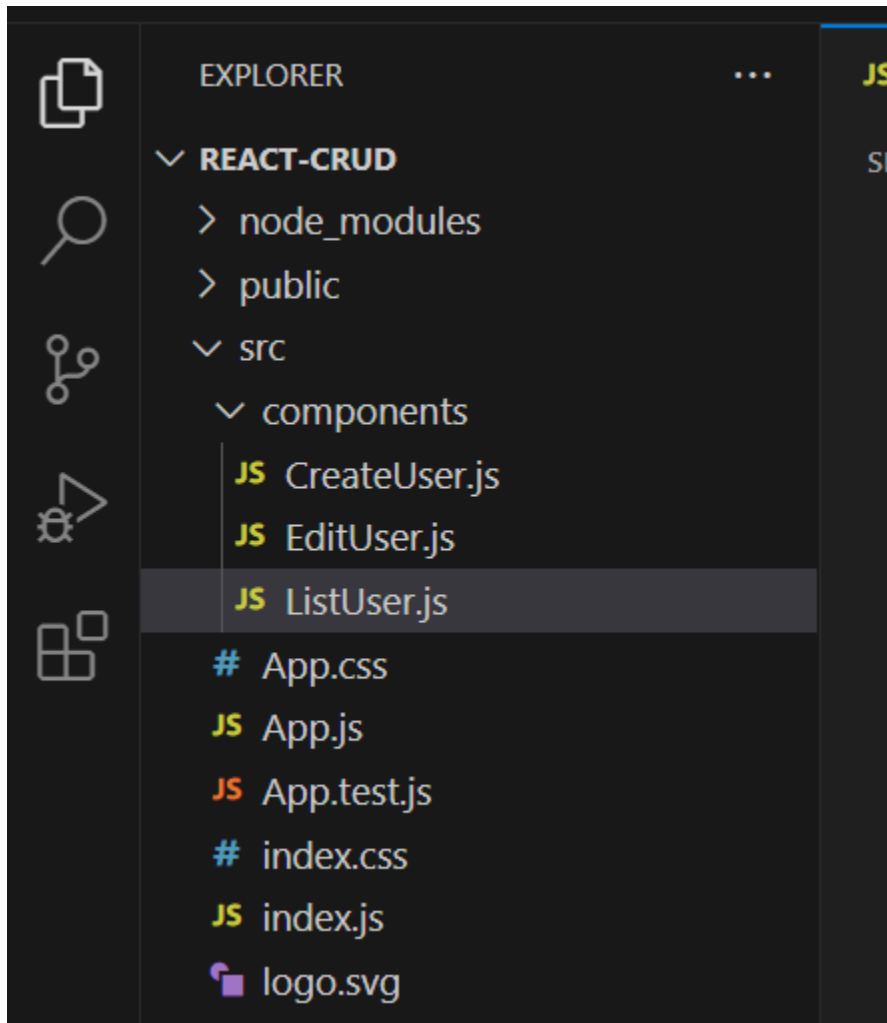 EXPLORER ...
JS
REACT-CRUD
node_modules
public
src
components
JS CreateUser.js
JS EditUser.js
JS ListUser.js
# App.css
JS App.js
JS App.test.js
# index.css
JS index.js
logo.svg